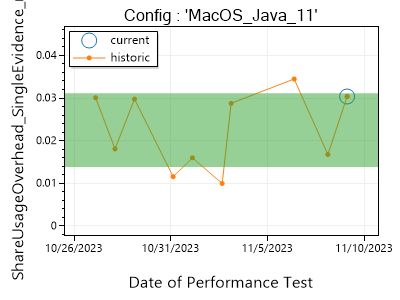 Config : 'MacOS_Java_11'
ShareUsageOverhead_SingleEvidence_
current
historic
0.04
0.03
0.02
0.01
0
10/26/2023
10/31/2023
11/5/2023
11/10/2023
Date of Performance Test